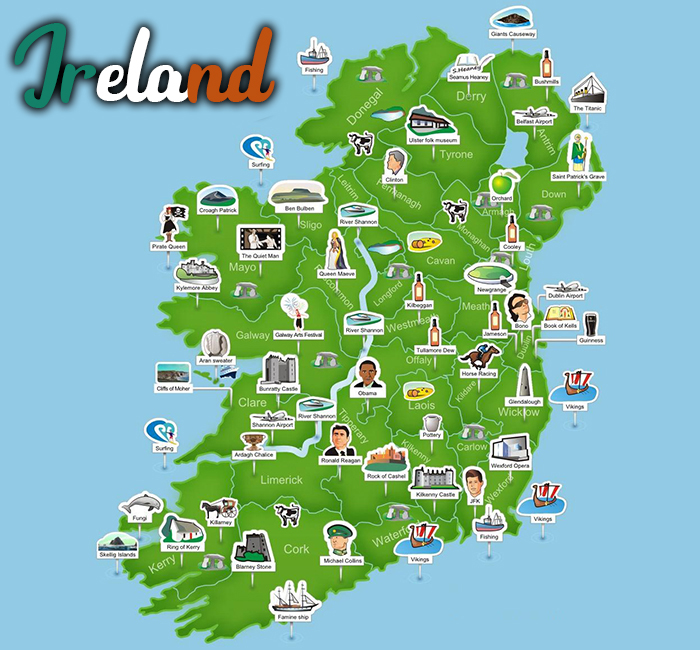 Ireland
Giants Causeway
Fishing
S. Heaney
Seamus Heaney
Bushmills
The Titanic
Donegal
Derry
Belfast Airport
Antrim
Ulster folk museum
Tyrone
Surfing
Clinton
Saint Patrick's Grave
Leitrim
Fermanagh
Orchard
Down
Croagh Patrick
Ben Bulben
River Shannon
Armagh
Sligo
Pirate Queen
The Quiet Man
Monaghan
Cooley
Louth
Mayo
Queen Maeve
Cavan
Kylemore Abbey
Roscommon
Longford
Newgrange
Kilbeggan
Meath
Dublin Airport
Galway
Galway Arts Festival
River Shannon
Westmeath
Jameson
Bono
Book of Kells
Guinness
Tullamore Dew
Dublin
Aran sweater
Offaly
Horse Racing
Cliffs of Moher
Bunratty Castle
Obama
Kildare
Clare
Laois
Glendalough
Vikings
Wicklow
River Shannon
Shannon Airport
Tipperary
Pottery
Surfing
Ardagh Chalice
Ronald Reagan
Kilkenny
Carlow
Wexford Opera
Rock of Cashel
Limerick
Kilkenny Castle
JFK
Wexford
Fungi
Killarney
Vikings
Ring of Kerry
Fishing
Skellig Islands
Cork
Waterford
Kerry
Blarney Stone
Michael Collins
Vikings
Famine ship